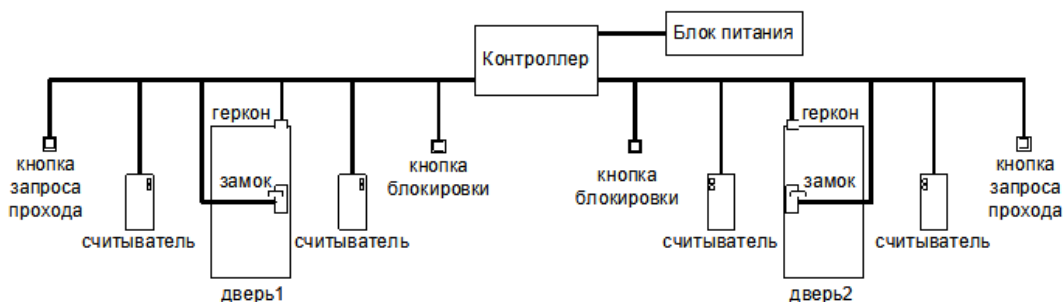 Блок питания
Контроллер
геркон
геркон
кнопка
запроса
прохода
замок
кнопка
блокировки
кнопка
блокировки
замок
кнопка
запроса
прохода
считыватель
считыватель
считыватель
считыватель
дверь1
дверь2